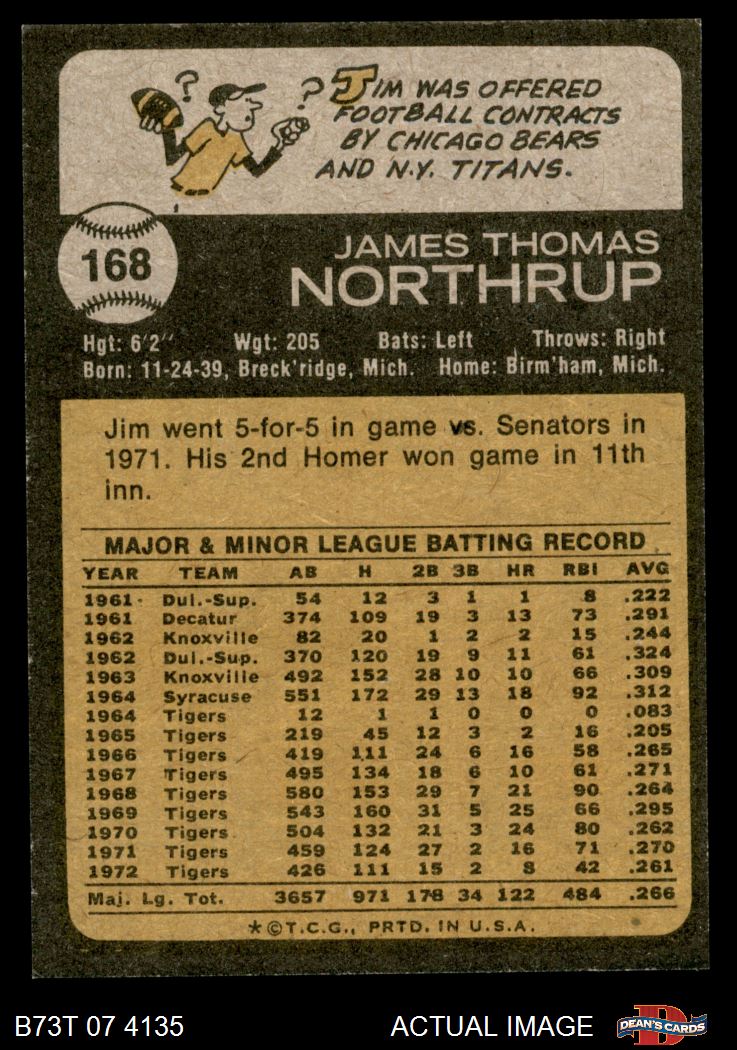 ? ? JIM WAS OFFERED
FOOTBALL CONTRACTS
BY CHICAGO BEARS
AND N.Y. TITANS.
168
JAMES THOMAS
NORTHRUP
Hgt: 6'2" Wgt: 205 Bats: Left Throws: Right
Born: 11-24-39, Breck'ridge, Mich. Home: Birm'ham, Mich.
Jim went 5-for-5 in game vs. Senators in
1971. His 2nd Homer won game in 11th
inn.
MAJOR & MINOR LEAGUE BATTING RECORD
YEAR TEAM AB H 2B 3B HR RBI AVG
1961 Dul.-Sup. 54 12 3 1 1 8 .222
1961 Decatur 374 109 19 3 13 73 .291
1962 Knoxville 82 20 1 2 2 15 .244
1962 Dul.-Sup. 370 120 19 9 11 61 .324
1963 Knoxville 492 152 28 10 10 66 .309
1964 Syracuse 551 172 29 13 18 92 .312
1964 Tigers 12 1 1 0 0 0 .083
1965 Tigers 219 45 12 3 2 16 .205
1966 Tigers 419 111 24 6 16 58 .265
1967 Tigers 495 134 18 6 10 61 .271
1968 Tigers 580 153 29 7 21 90 .264
1969 Tigers 543 160 31 5 25 66 .295
1970 Tigers 504 132 21 3 24 80 .262
1971 Tigers 459 124 27 2 16 71 .270
1972 Tigers 426 111 15 2 8 42 .261
Maj. Lg. Tot. 3657 971 178 34 122 484 .266
*©T.C.G., PRTD. IN U.S.A.
B73T 07 4135 ACTUAL IMAGE D DEAN'S CARDS